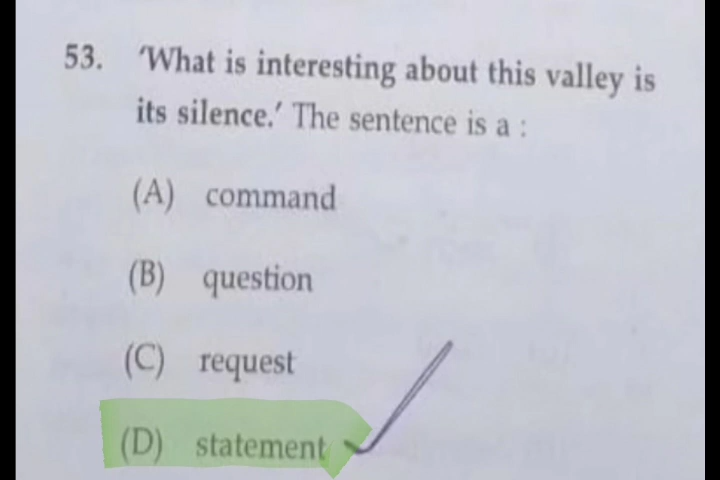 53. 'What is interesting about this valley is
its silence.' The sentence is a :
(A) command
(B) question
(C) request
(D) statement